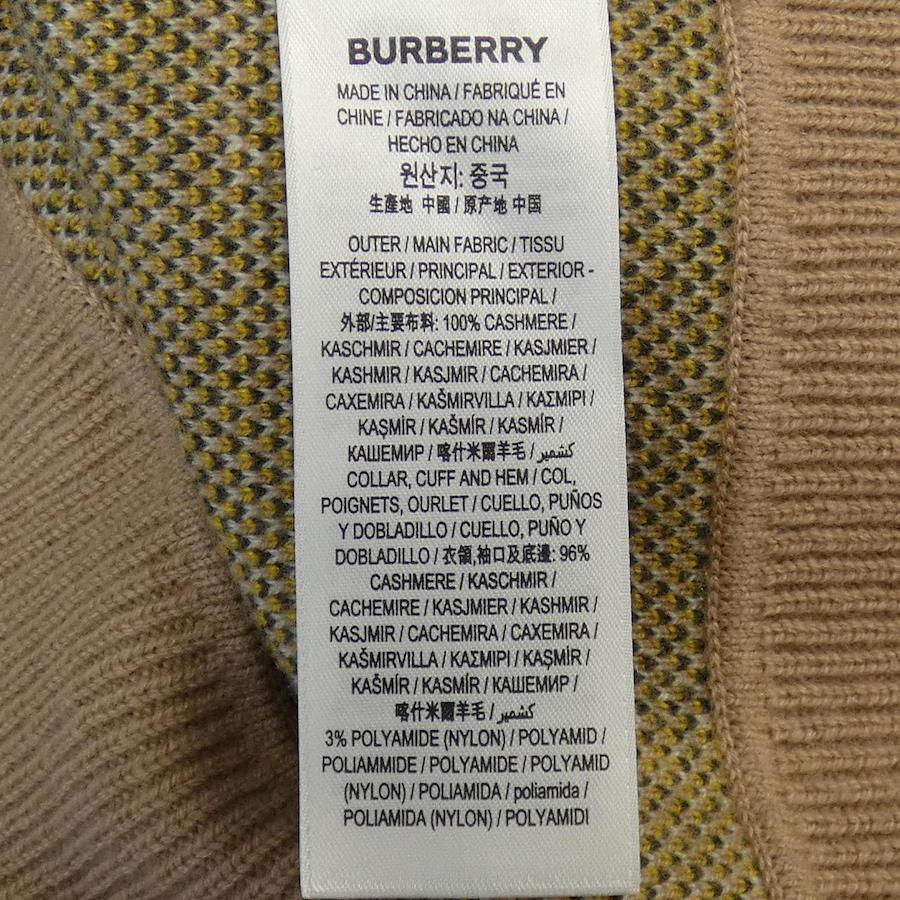 BURBERRY
MADE IN CHINA / FABRIQUÉ EN
CHINE / FABRICADO NA CHINA /
HECHO EN CHINA
원산지: 중국
生產地 中國 / 原产地 中国
OUTER / MAIN FABRIC / TISSU
EXTÉRIEUR / PRINCIPAL / EXTERIOR -
COMPOSICION PRINCIPAL /
外部/主要布料: 100% CASHMERE /
KASCHMIR / CACHEMIRE / KASJMIER /
KASHMIR / KASJMIR / CACHEMIRA /
CAXEMIRA / KAŠMIRVILLA / ΚΑΣΜΙΡΙ /
KAŞMİR / KAŠMÍR / KASMÍR /
КАШЕМИР / 喀什米爾羊毛 / كشمير
COLLAR, CUFF AND HEM / COL,
POIGNETS, OURLET / CUELLO, PUÑOS
Y DOBLADILLO / CUELLO, PUÑO Y
DOBLADILLO / 衣領,袖口及底邊: 96%
CASHMERE / KASCHMIR /
CACHEMIRE / KASJMIER / KASHMIR /
KASJMIR / CACHEMIRA / CAXEMIRA /
KAŠMIRVILLA / ΚΑΣΜΙΡΙ / KAŞMİR /
KAŠMÍR / KASMÍR / КАШЕМИР /
喀什米爾羊毛 / كشمير
3% POLYAMIDE (NYLON) / POLYAMID /
POLIAMMIDE / POLYAMIDE / POLYAMID
(NYLON) / POLIAMIDA / poliamida /
POLIAMIDA (NYLON) / POLYAMIDI